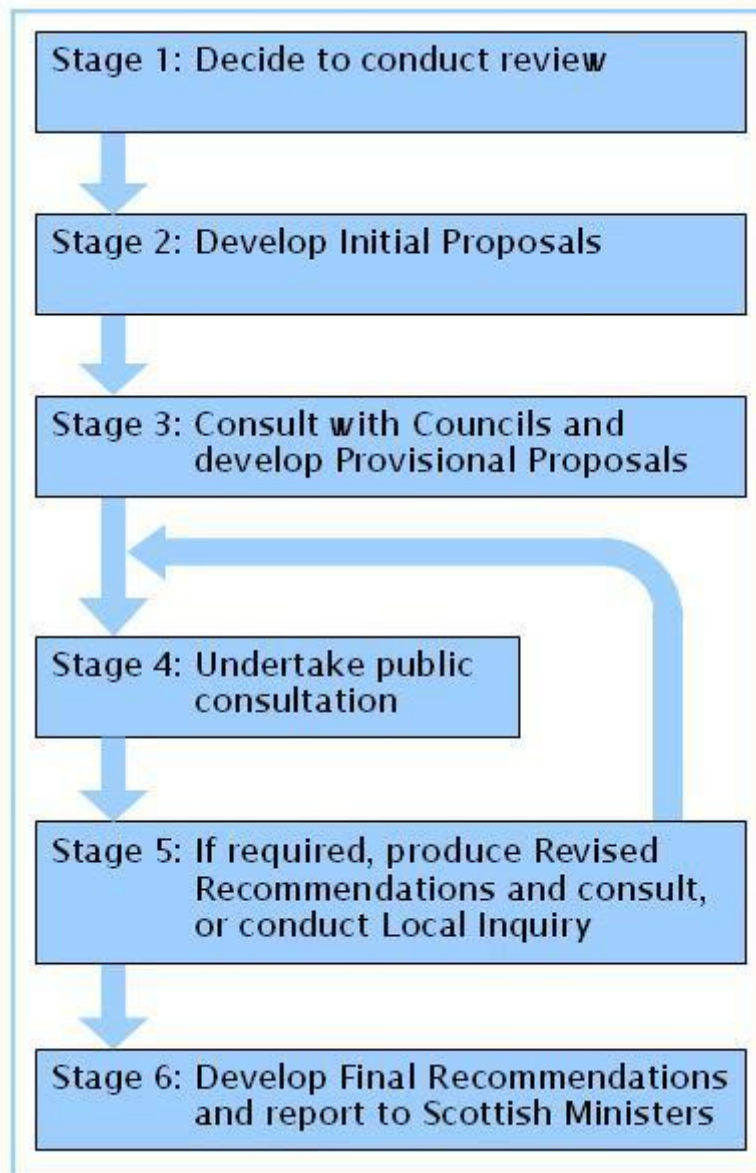 Stage 1: Decide to conduct review
Stage 2: Develop Initial Proposals
Stage 3: Consult with Councils and
develop Provisional Proposals
Stage 4: Undertake public
consultation
Stage 5: If required, produce Revised
Recommendations and consult,
or conduct Local Inquiry
Stage 6: Develop Final Recommendations
and report to Scottish Ministers